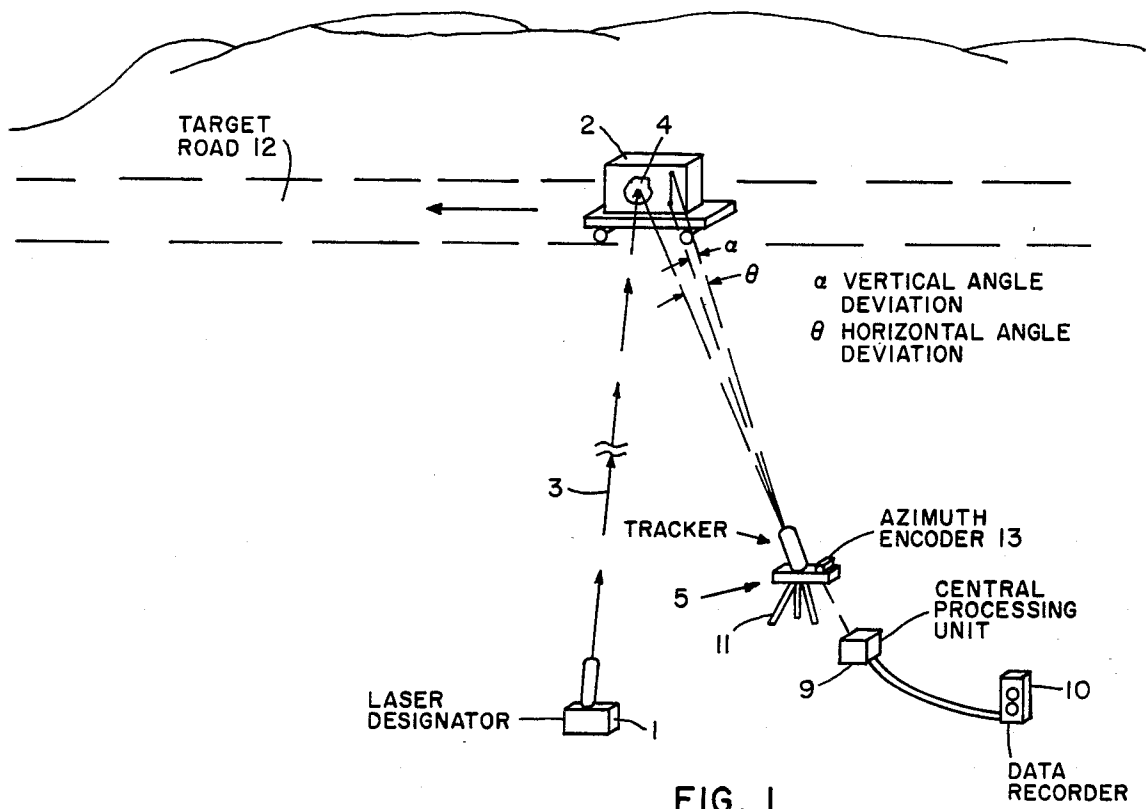 TARGET
ROAD 12
2
4
α
θ
α VERTICAL ANGLE
DEVIATION
θ HORIZONTAL ANGLE
DEVIATION
3
TRACKER
AZIMUTH
ENCODER 13
5
11
CENTRAL
PROCESSING
UNIT
9
10
LASER
DESIGNATOR
1
DATA
RECORDER
FIG. 1